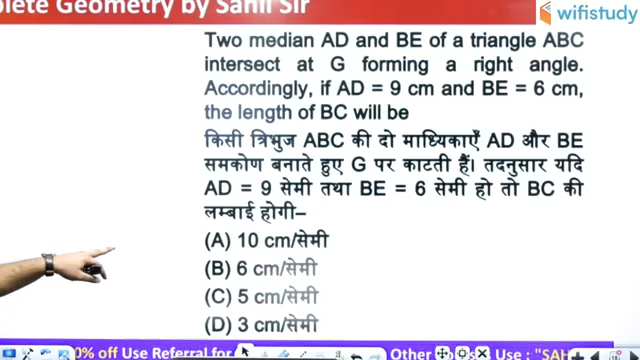 plete Geometry by Sahil Sir
wifistudy
Two median AD and BE of a triangle ABC
intersect at G forming a right angle.
Accordingly, if AD = 9 cm and BE = 6 cm,
the length of BC will be
किसी त्रिभुज ABC की दो माध्यिकाएँ AD और BE
समकोण बनाते हुए G पर काटती हैं। तदनुसार यदि
AD = 9 सेमी तथा BE = 6 सेमी हो तो BC की
लम्बाई होगी–
(A) 10 cm/सेमी
(B) 6 cm/सेमी
(C) 5 cm/सेमी
(D) 3 cm/सेमी
0% off Use Referral for
Other
Use : "SAH